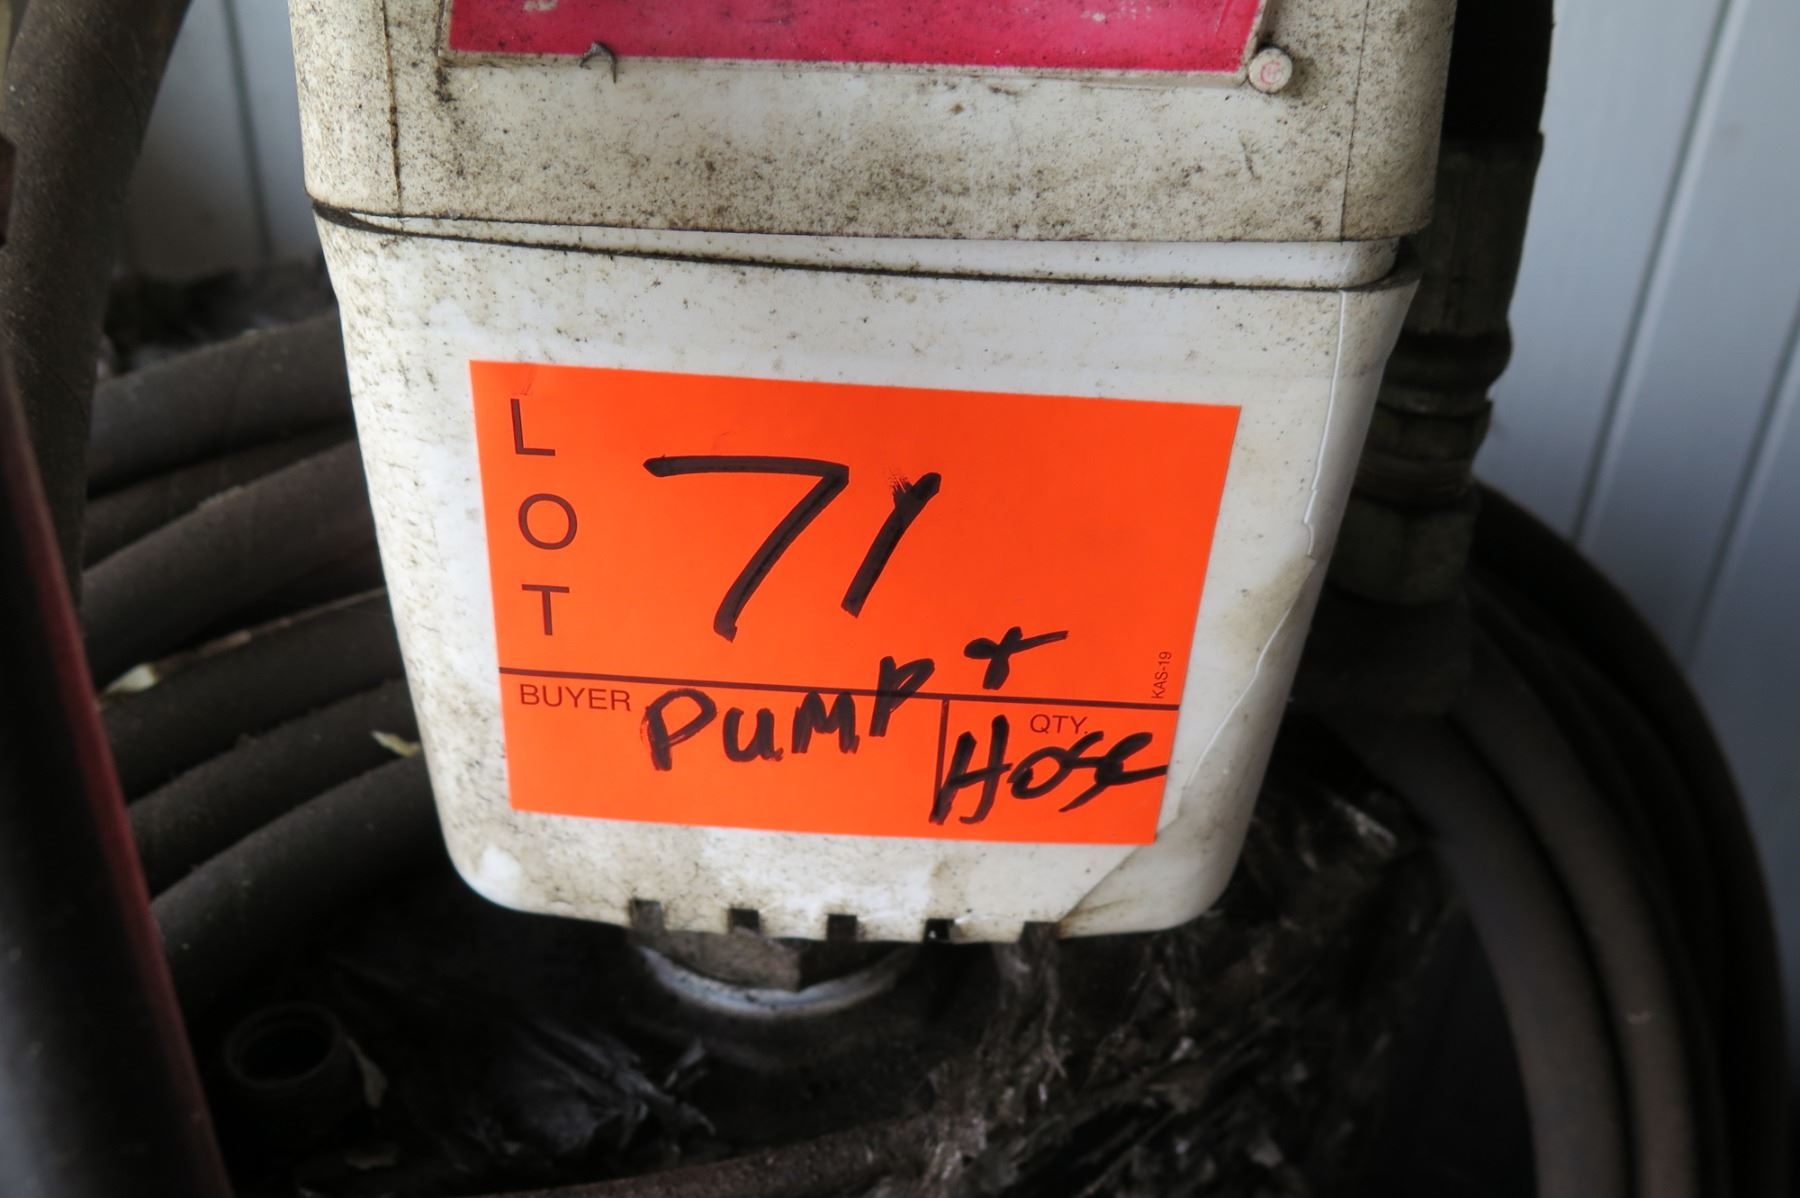 LOT
71
PUMP +
KAS-19
BUYER
QTY.
Hose